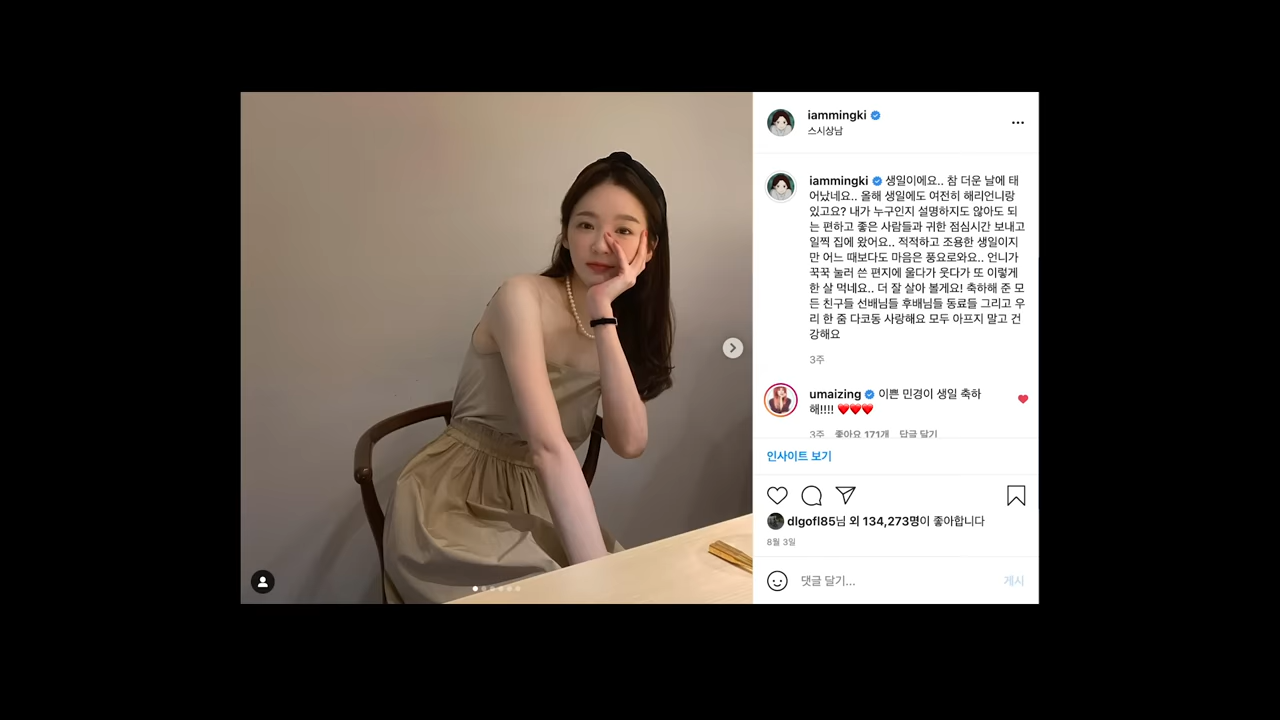 iammingki
스시상남
iammingki 생일이에요.. 참 더운 날에 태
어났네요.. 올해 생일에도 여전히 해리언니랑
있고요? 내가 누구인지 설명하지도 않아도 되
는 편하고 좋은 사람들과 귀한 점심시간 보내고
일찍 집에 왔어요.. 적적하고 조용한 생일이지
만 어느 때보다도 마음은 풍요로와요.. 언니가
꾹꾹 눌러 쓴 편지에 울다가 웃다가 또 이렇게
한 살 먹네요.. 더 잘 살아 볼게요! 축하해 준 모
든 친구들 선배님들 후배님들 동료들 그리고 우
리 한 줌 다코동 사랑해요 모두 아프지 말고 건
강해요
3주
umaizing 이쁜 민경이 생일 축하
해!!!! ❤️❤️❤️
3주 좋아요 171개 답글 달기
인사이트 보기
dlgofl85님 외 134,273명이 좋아합니다
8월 3일
댓글 달기...
게시